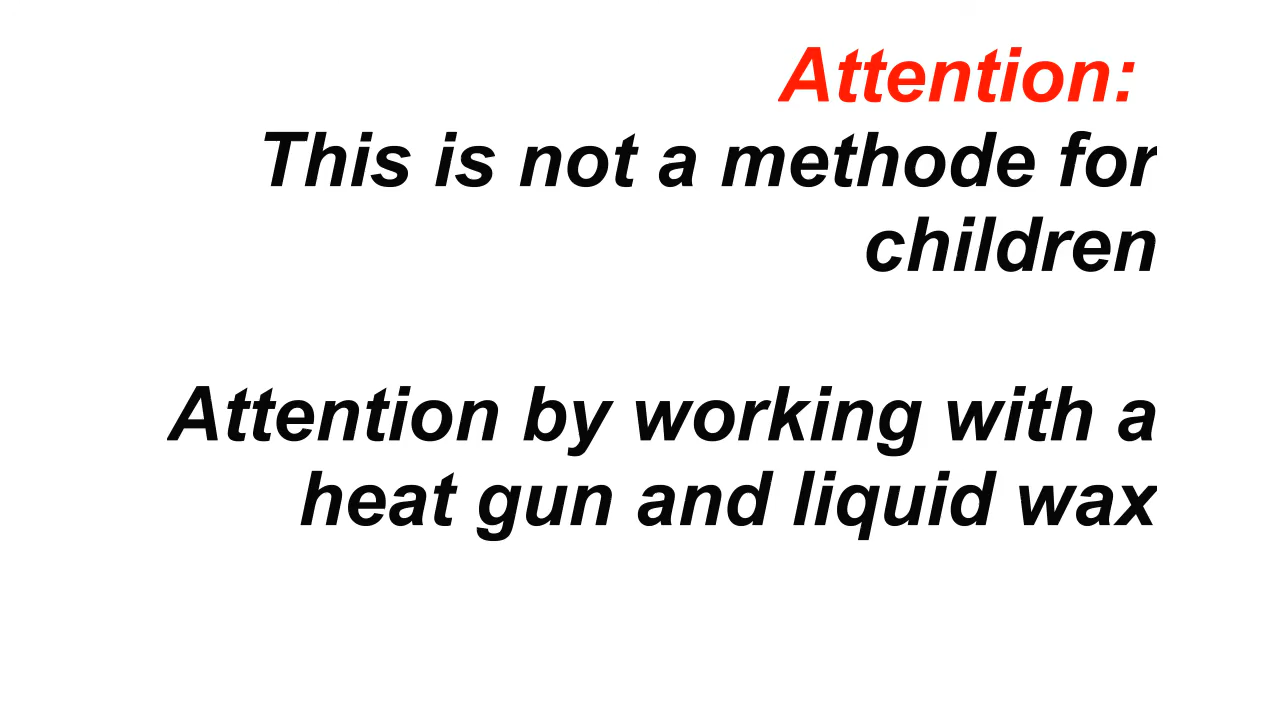 Attention:
This is not a methode for
children
Attention by working with a
heat gun and liquid wax